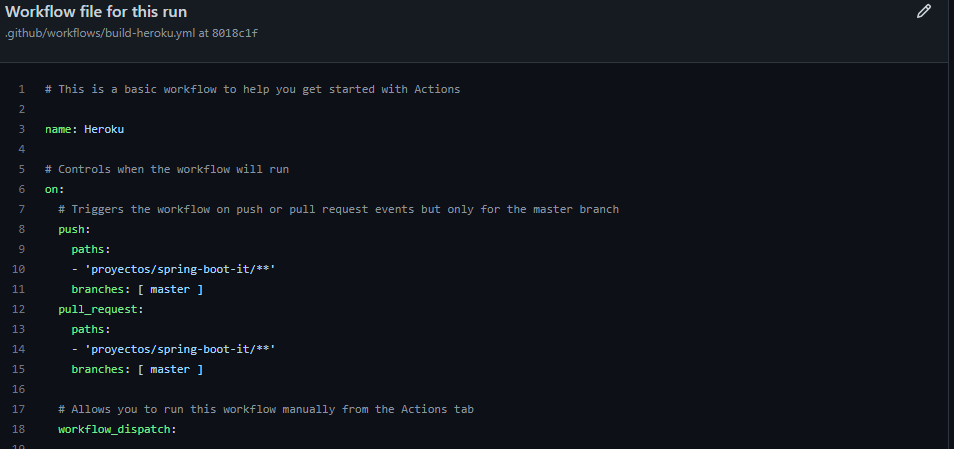 Workflow file for this run
.github/workflows/build-heroku.yml at 8018c1f
1 # This is a basic workflow to help you get started with Actions
2
3 name: Heroku
4
5 # Controls when the workflow will run
6 on:
7 # Triggers the workflow on push or pull request events but only for the master branch
8 push:
9 paths:
10 - 'proyectos/spring-boot-it/**'
11 branches: [ master ]
12 pull_request:
13 paths:
14 - 'proyectos/spring-boot-it/**'
15 branches: [ master ]
16
17 # Allows you to run this workflow manually from the Actions tab
18 workflow_dispatch:
19